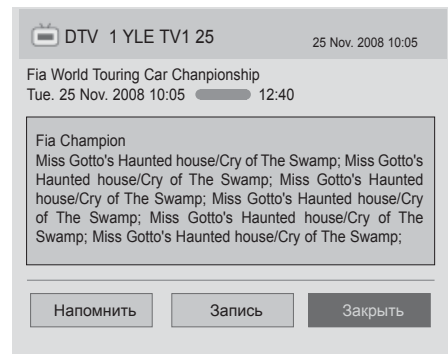 DTV 1 YLE TV1 25 25 Nov. 2008 10:05
Fia World Touring Car Chanpionship
Tue. 25 Nov. 2008 10:05 12:40
Fia Champion
Miss Gotto's Haunted house/Cry of The Swamp; Miss Gotto's
Haunted house/Cry of The Swamp; Miss Gotto's Haunted
house/Cry of The Swamp; Miss Gotto's Haunted house/Cry
of The Swamp; Miss Gotto's Haunted house/Cry of The
Swamp; Miss Gotto's Haunted house/Cry of The Swamp;
Напомнить Запись Закрыть